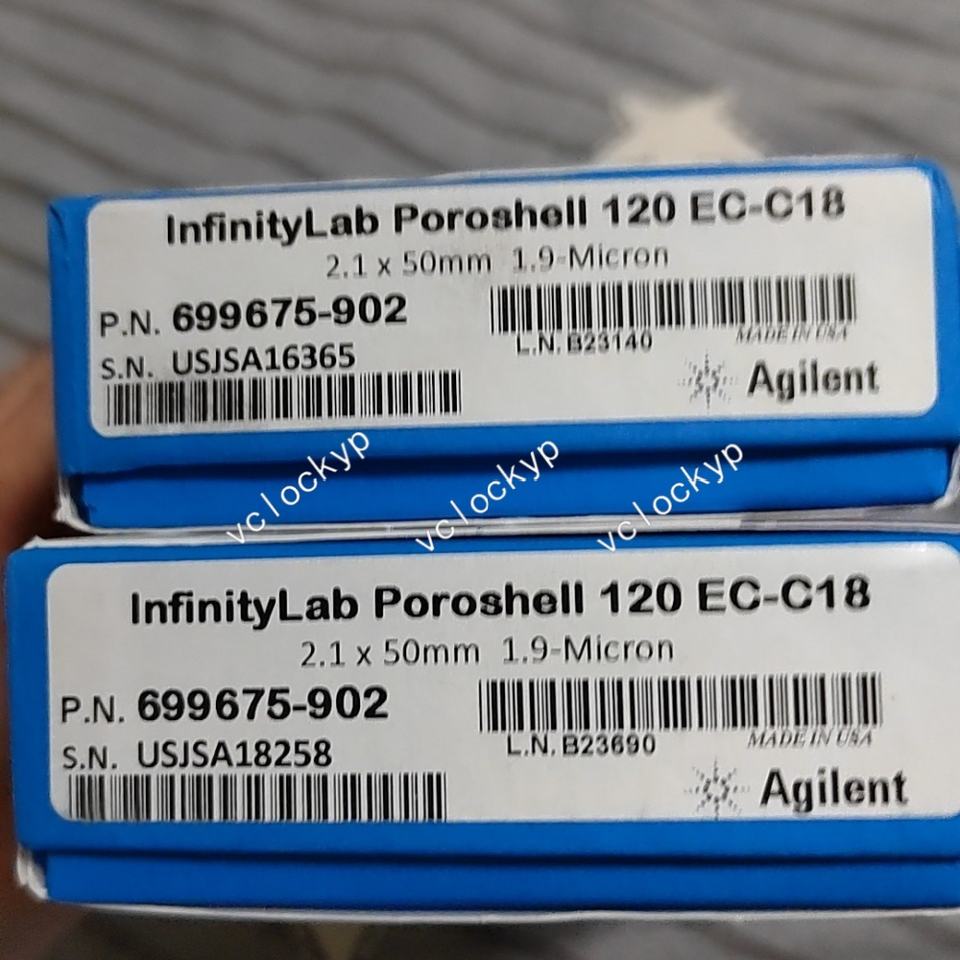 InfinityLab Poroshell 120 EC-C18
2.1 x 50mm 1.9-Micron
P.N. 699675-902
L.N. B23140
MADE IN USA
S.N. USJSA16365
Agilent
vclockyp vclockyp vclockyp
InfinityLab Poroshell 120 EC-C18
2.1 x 50mm 1.9-Micron
P.N. 699675-902
L.N. B23690
MADE IN USA
S.N. USJSA18258
Agilent